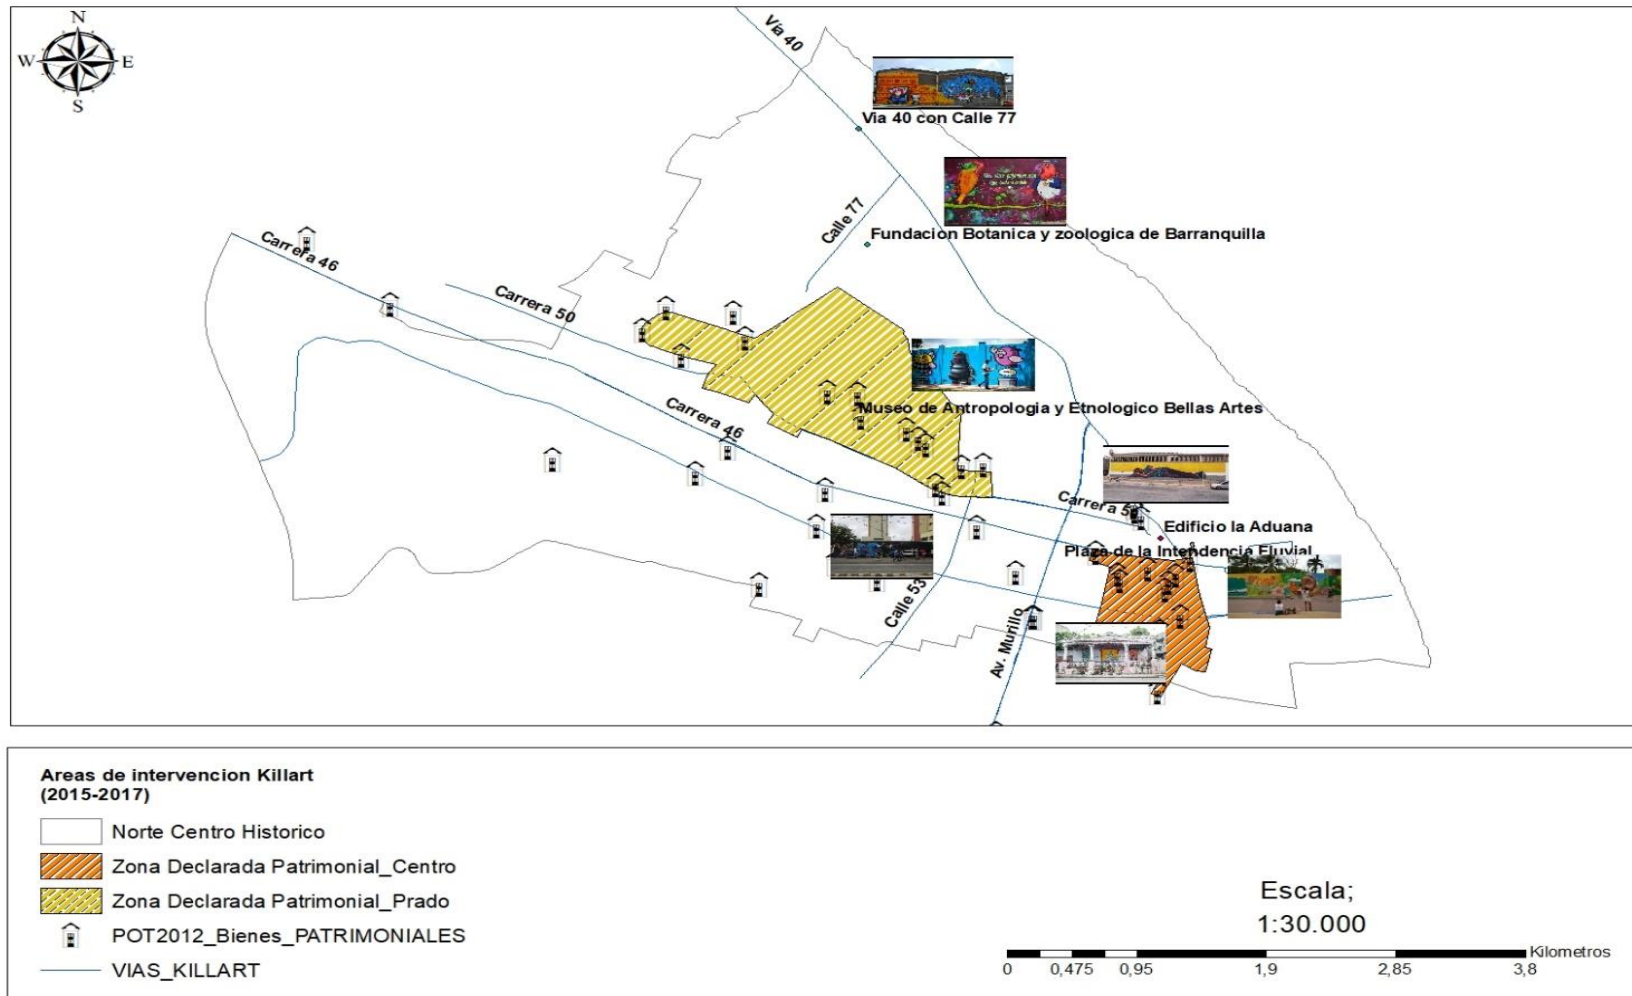 N
W E
S
Via 40
Via 40 con Calle 77
Calle 77
Fundacion Botanica y zoologica de Barranquilla
Carrera 46
Carrera 50
Museo de Antropologia y Etnologico Bellas Artes
Carrera 46
Carrera 5
Edificio la Aduana
Plaza de la Intendencia Fluvial
Calle 53
Av. Murillo
Areas de intervencion Killart
(2015-2017)
Norte Centro Historico
Zona Declarada Patrimonial_Centro
Zona Declarada Patrimonial_Prado
POT2012_Bienes_PATRIMONIALES
VIAS_KILLART
Escala;
1:30.000
Kilometros
0 0,475 0,95 1,9 2,85 3,8